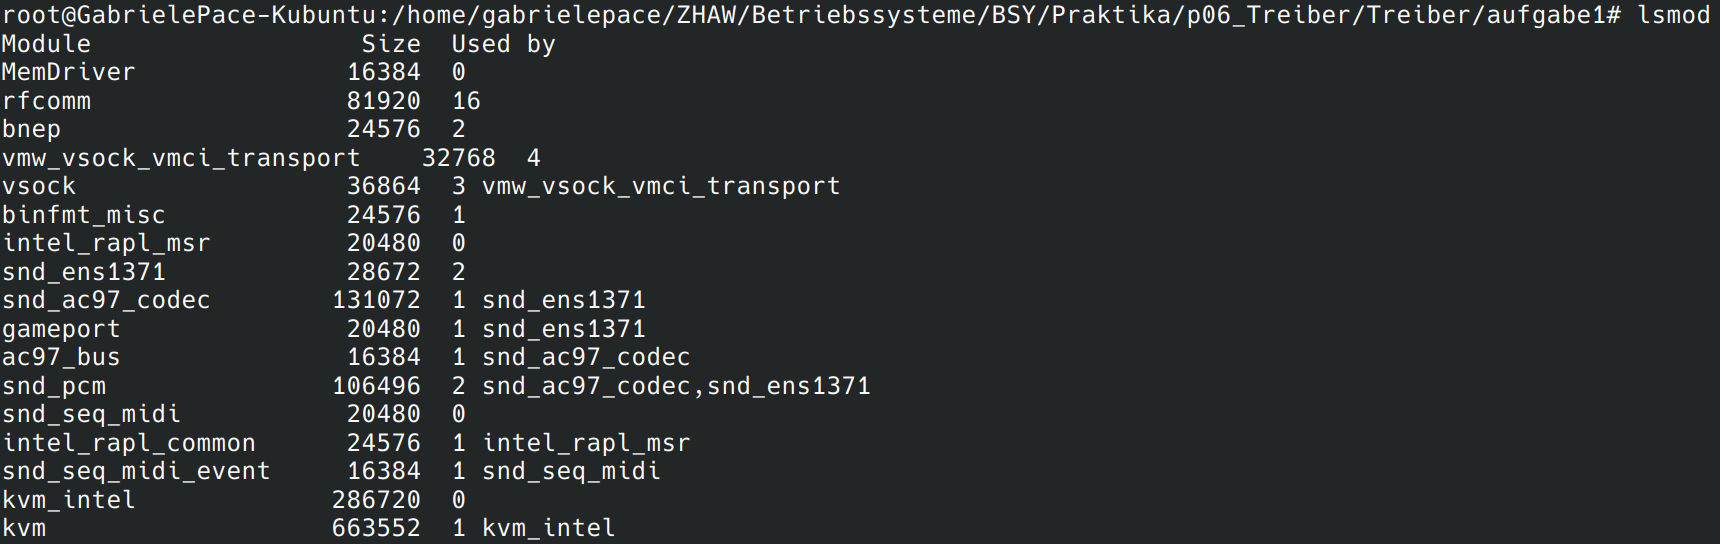 root@GabrielePace-Kubuntu:/home/gabrielepace/ZHAW/Betriebssysteme/BSY/Praktika/p06_Treiber/Treiber/aufgabe1# lsmod
Module                  Size  Used by
MemDriver              16384  0
rfcomm                 81920  16
bnep                   24576  2
vmw_vsock_vmci_transport    32768  4
vsock                  36864  3 vmw_vsock_vmci_transport
binfmt_misc            24576  1
intel_rapl_msr         20480  0
snd_ens1371            28672  2
snd_ac97_codec        131072  1 snd_ens1371
gameport               20480  1 snd_ens1371
ac97_bus               16384  1 snd_ac97_codec
snd_pcm               106496  2 snd_ac97_codec,snd_ens1371
snd_seq_midi           20480  0
intel_rapl_common      24576  1 intel_rapl_msr
snd_seq_midi_event     16384  1 snd_seq_midi
kvm_intel             286720  0
kvm                   663552  1 kvm_intel